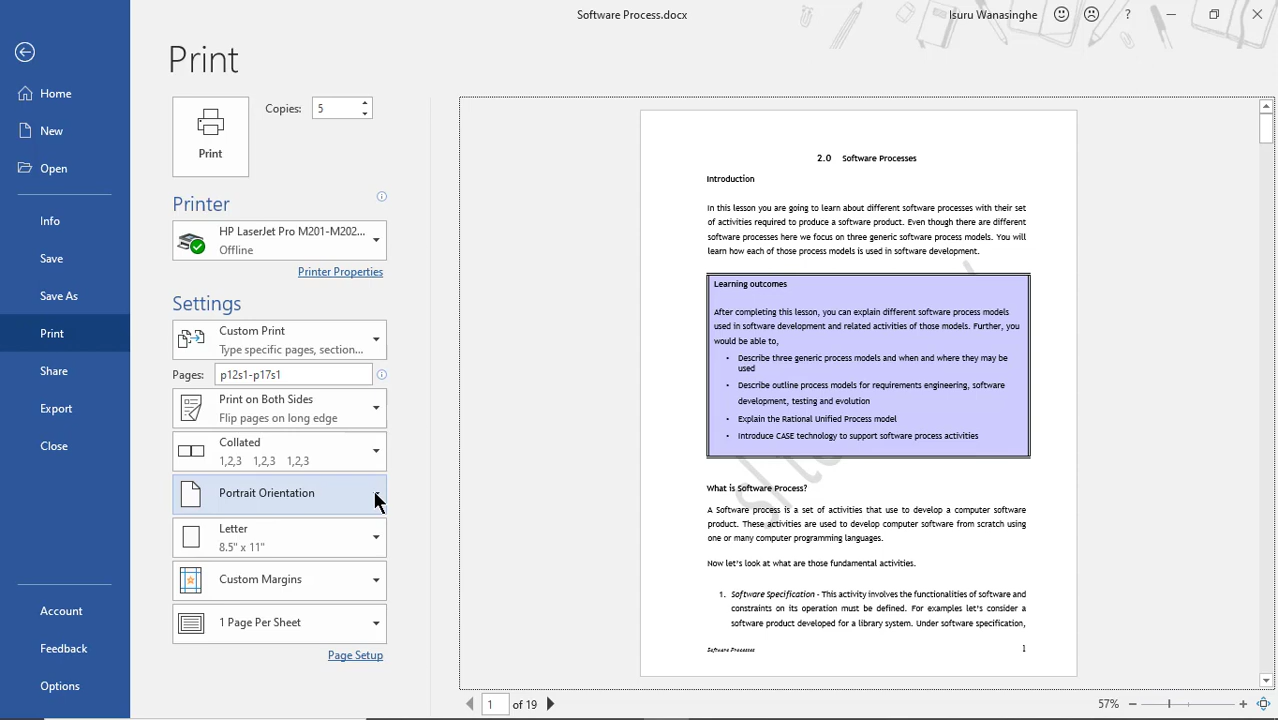 Software Process.docx
Isuru Wanasinghe
?
Print
Home
New
Open
Info
Save
Save As
Print
Share
Export
Close
Account
Feedback
Options
Print
Copies: 5
Printer
HP LaserJet Pro M201-M202...
Offline
Printer Properties
Settings
Custom Print
Type specific pages, section...
Pages: p12s1-p17s1
Print on Both Sides
Flip pages on long edge
Collated
1,2,3 1,2,3 1,2,3
Portrait Orientation
Letter
8.5" x 11"
Custom Margins
1 Page Per Sheet
Page Setup
2.0 Software Processes
Introduction
In this lesson you are going to learn about different software processes with their set
of activities required to produce a software product. Even though there are different
software processes here we focus on three generic software process models. You will
learn how each of those process models is used in software development.
Learning outcomes
After completing this lesson, you can explain different software process models
used in software development and related activities of those models. Further, you
would be able to,
• Describe three generic process models and when and where they may be
used
• Describe outline process models for requirements engineering, software
development, testing and evolution
• Explain the Rational Unified Process model
• Introduce CASE technology to support software process activities
What is Software Process?
A Software process is a set of activities that use to develop a computer software
product. These activities are used to develop computer software from scratch using
one or many computer programming languages.
Now let's look at what are those fundamental activities.
1. Software Specification - This activity involves the functionalities of software and
constraints on its operation must be defined. For examples let's consider a
software product developed for a library system. Under software specification,
Software Processes
1
1 of 19
57%